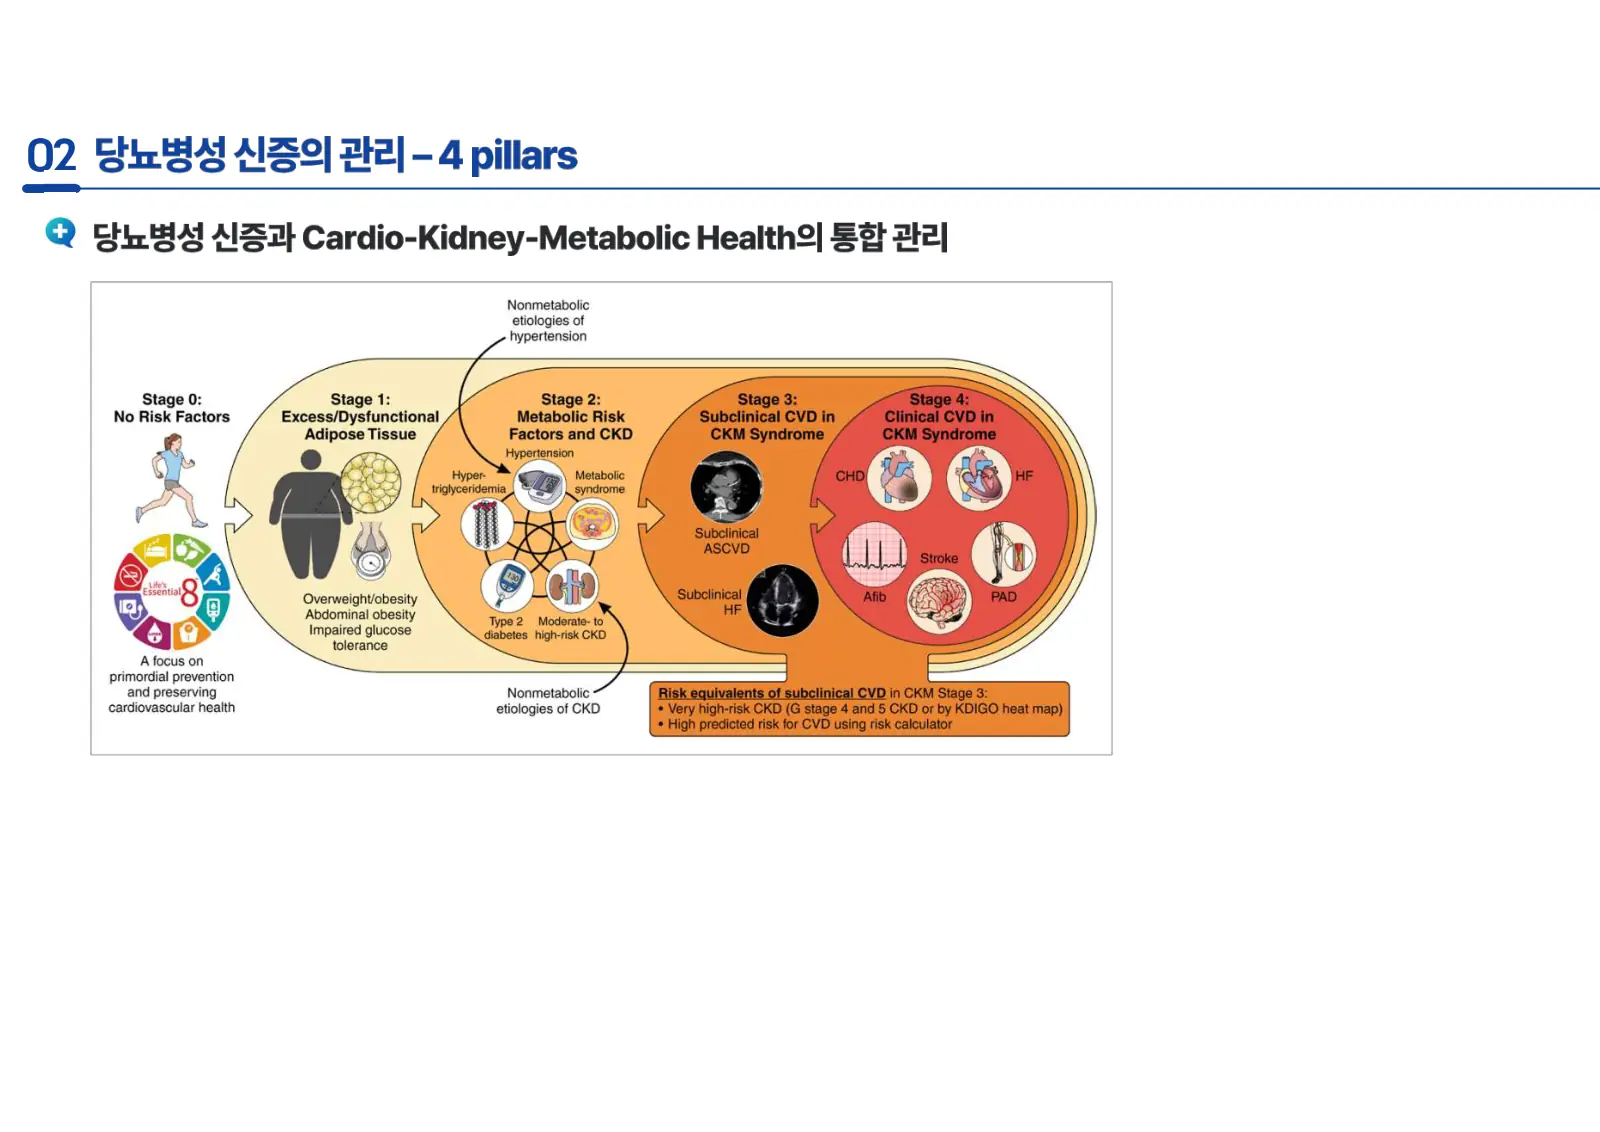 02 당뇨병성 신증의 관리 – 4 pillars
당뇨병성 신증과 Cardio-Kidney-Metabolic Health의 통합 관리
Nonmetabolic
etiologies of
hypertension
Stage 0:
No Risk Factors
Life's
Essential 8
A focus on
primordial prevention
and preserving
cardiovascular health
Stage 1:
Excess/Dysfunctional
Adipose Tissue
Overweight/obesity
Abdominal obesity
Impaired glucose
tolerance
Stage 2:
Metabolic Risk
Factors and CKD
Hypertension
Hyper-
triglyceridemia
Metabolic
syndrome
Type 2
diabetes
Moderate- to
high-risk CKD
Nonmetabolic
etiologies of CKD
Stage 3:
Subclinical CVD in
CKM Syndrome
Subclinical
ASCVD
Subclinical
HF
Stage 4:
Clinical CVD in
CKM Syndrome
CHD
HF
Afib
Stroke
PAD
Risk equivalents of subclinical CVD in CKM Stage 3:
• Very high-risk CKD (G stage 4 and 5 CKD or by KDIGO heat map)
• High predicted risk for CVD using risk calculator